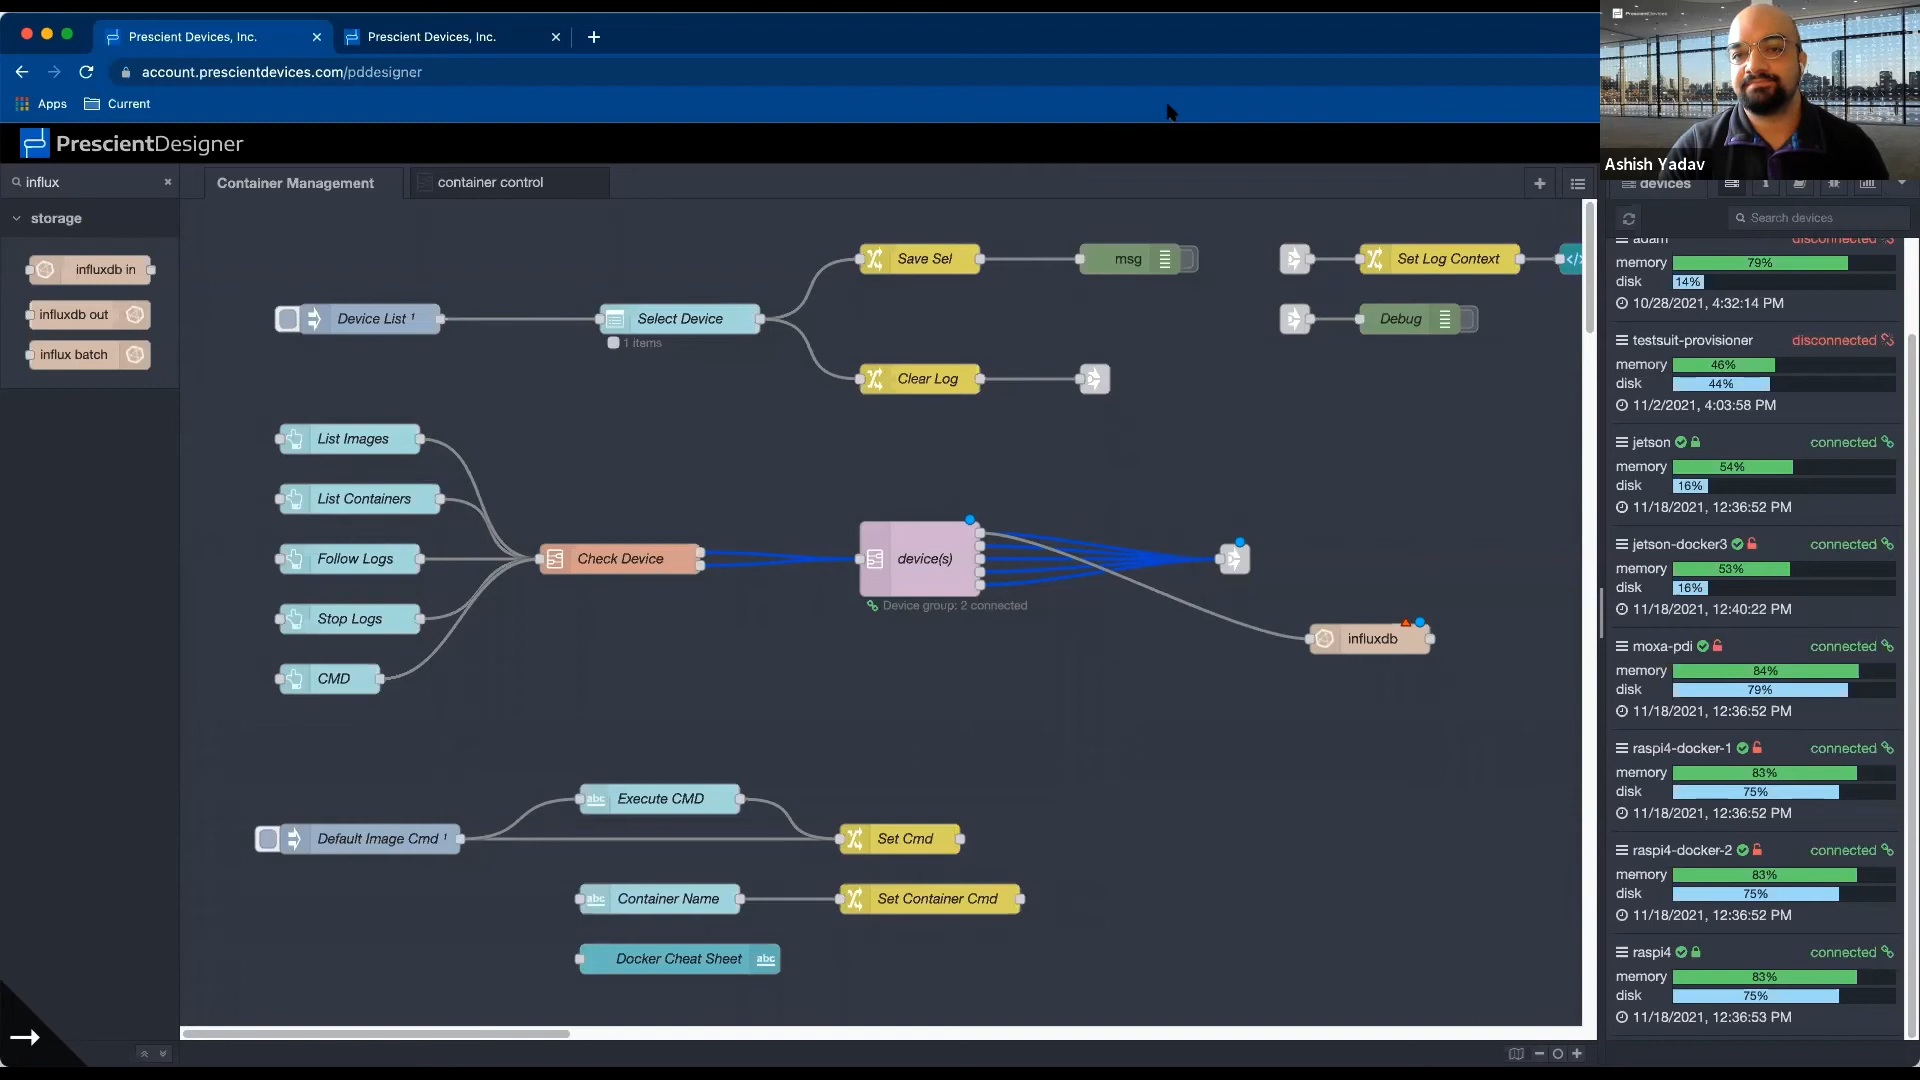 Prescient Devices, Inc.
Prescient Devices, Inc.
account.prescientdevices.com/pddesigner
Apps
Current
PrescientDevices
Ashish Yadav
PrescientDesigner
influx
Container Management
container control
devices
Search devices
storage
influxdb in
influxdb out
influx batch
Save Sel
msg
Set Log Context
Device List ¹
Select Device
1 items
Debug
Clear Log
List Images
List Containers
Follow Logs
Check Device
device(s)
Device group: 2 connected
Stop Logs
influxdb
CMD
Execute CMD
abc
Default Image Cmd ¹
Set Cmd
abc
Container Name
Set Container Cmd
Docker Cheat Sheet
abc
adam disconnected
memory 79%
disk 14%
10/28/2021, 4:32:14 PM
testsuit-provisioner disconnected
memory 46%
disk 44%
11/2/2021, 4:03:58 PM
jetson connected
memory 54%
disk 16%
11/18/2021, 12:36:52 PM
jetson-docker3 connected
memory 53%
disk 16%
11/18/2021, 12:40:22 PM
moxa-pdi connected
memory 84%
disk 79%
11/18/2021, 12:36:52 PM
raspi4-docker-1 connected
memory 83%
disk 75%
11/18/2021, 12:36:52 PM
raspi4-docker-2 connected
memory 83%
disk 75%
11/18/2021, 12:36:52 PM
raspi4 connected
memory 83%
disk 75%
11/18/2021, 12:36:53 PM